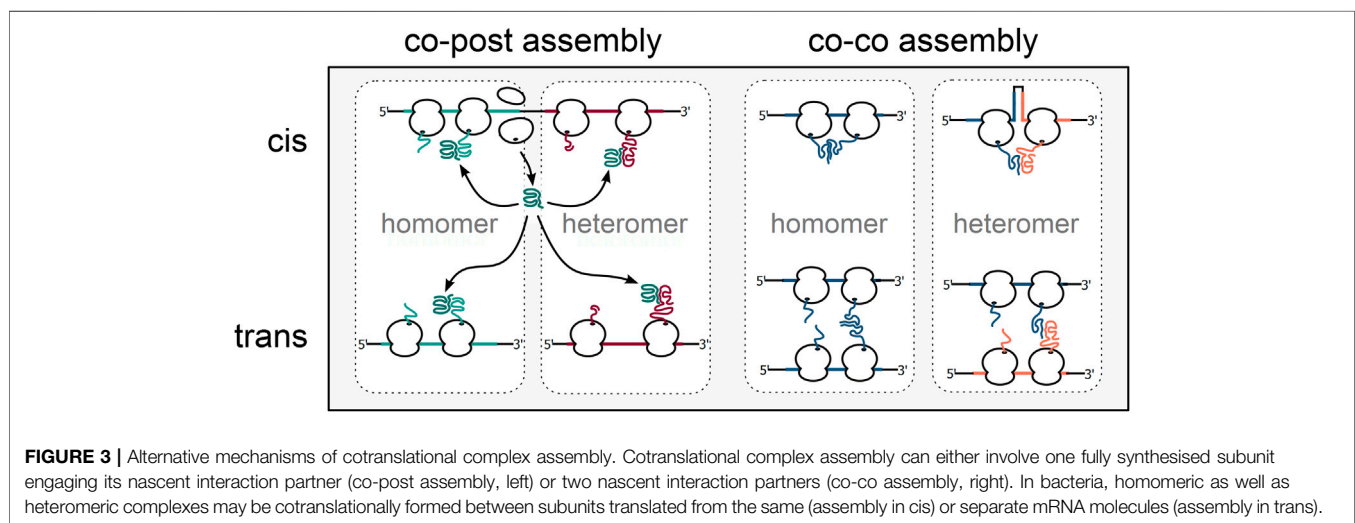 co-post assembly
co-co assembly
cis
5' 3'
5' 3'
5' 3'
homomer
heteromer
homomer
heteromer
trans
5' 3'
5' 3'
5' 3'
5' 3'
5' 3'
5' 3'
FIGURE 3 | Alternative mechanisms of cotranslational complex assembly. Cotranslational complex assembly can either involve one fully synthesised subunit
engaging its nascent interaction partner (co-post assembly, left) or two nascent interaction partners (co-co assembly, right). In bacteria, homomeric as well as
heteromeric complexes may be cotranslationally formed between subunits translated from the same (assembly in cis) or separate mRNA molecules (assembly in trans).